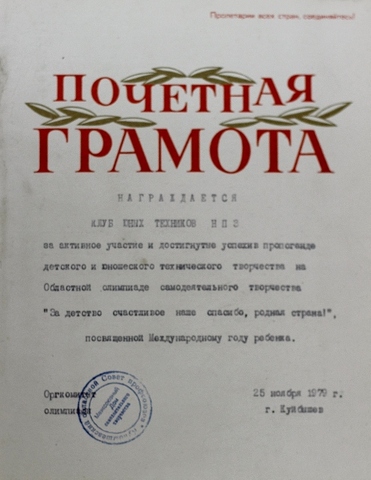 Пролетарии всех стран, соединяйтесь!
ПОЧЕТНАЯ
ГРАМОТА
НАГРАЖДАЕТСЯ
КЛУБ ЮНЫХ ТЕХНИКОВ НПЗ
за активное участие и достигнутые успехи в пропаганде
детского и юношеского технического творчества на
Областной олимпиаде самодеятельного творчества
"За детство счастливое наше спасибо, родная страна!",
посвященной Международному году ребенка.
Оргкомитет 25 ноября 1979 г.
олимпиады г. Куйбышев